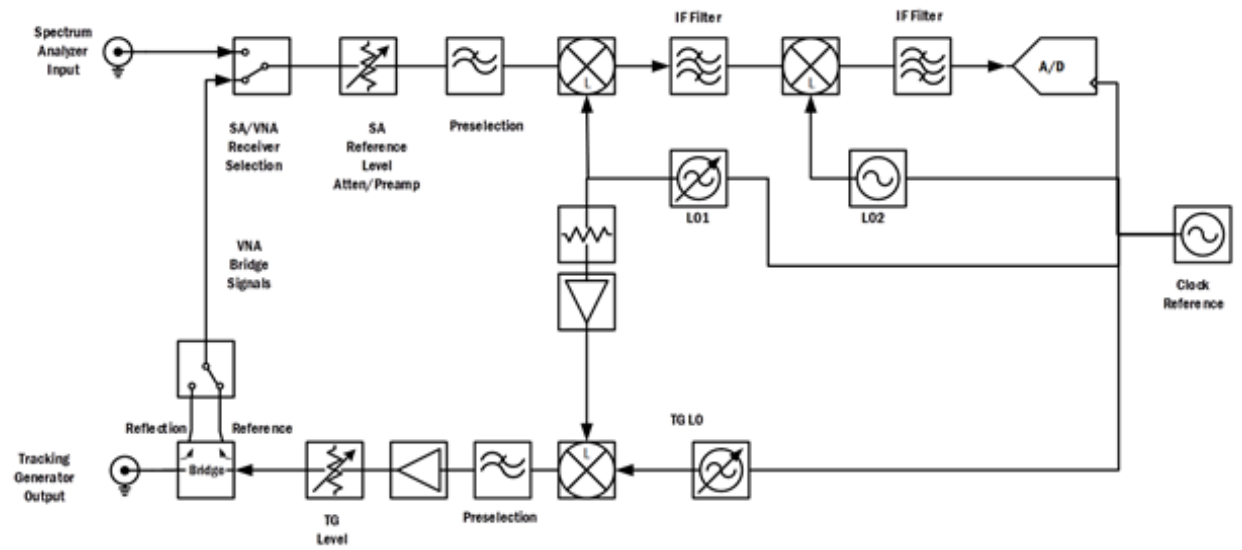 IF Filter
IF Filter
Spectrum
Analyzer
Input
L
L
A/D
SA/VNA
Receiver
Selection
SA
Reference
Level
Atten/Preamp
Preselection
LO1
LO2
VNA
Bridge
Signals
Clock
Reference
Reflection
Reference
TG LO
L
Tracking
Generator
Output
Bridge
TG
Level
Preselection